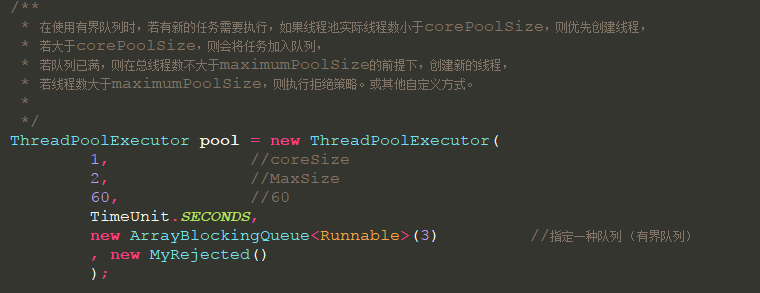 /**
 * 在使用有界队列时，若有新的任务需要执行，如果线程池实际线程数小于corePoolSize，则优先创建线程，
 * 若大于corePoolSize，则会将任务加入队列，
 * 若队列已满，则在总线程数不大于maximumPoolSize的前提下，创建新的线程，
 * 若线程数大于maximumPoolSize，则执行拒绝策略。或其他自定义方式。
 *
 */
ThreadPoolExecutor pool = new ThreadPoolExecutor(
1, //coreSize
2, //MaxSize
60, //60
TimeUnit.SECONDS,
new ArrayBlockingQueue<Runnable>(3) //指定一种队列（有界队列）
, new MyRejected()
);